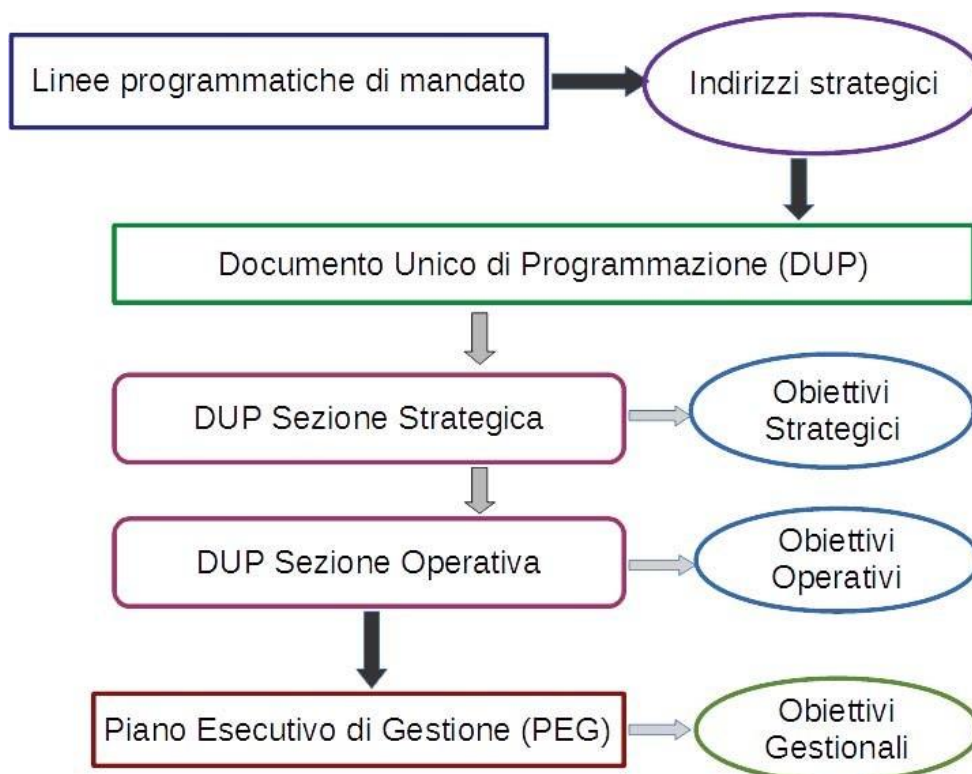 Linee programmatiche di mandato
Indirizzi strategici
Documento Unico di Programmazione (DUP)
DUP Sezione Strategica
Obiettivi
Strategici
DUP Sezione Operativa
Obiettivi
Operativi
Piano Esecutivo di Gestione (PEG)
Obiettivi
Gestionali